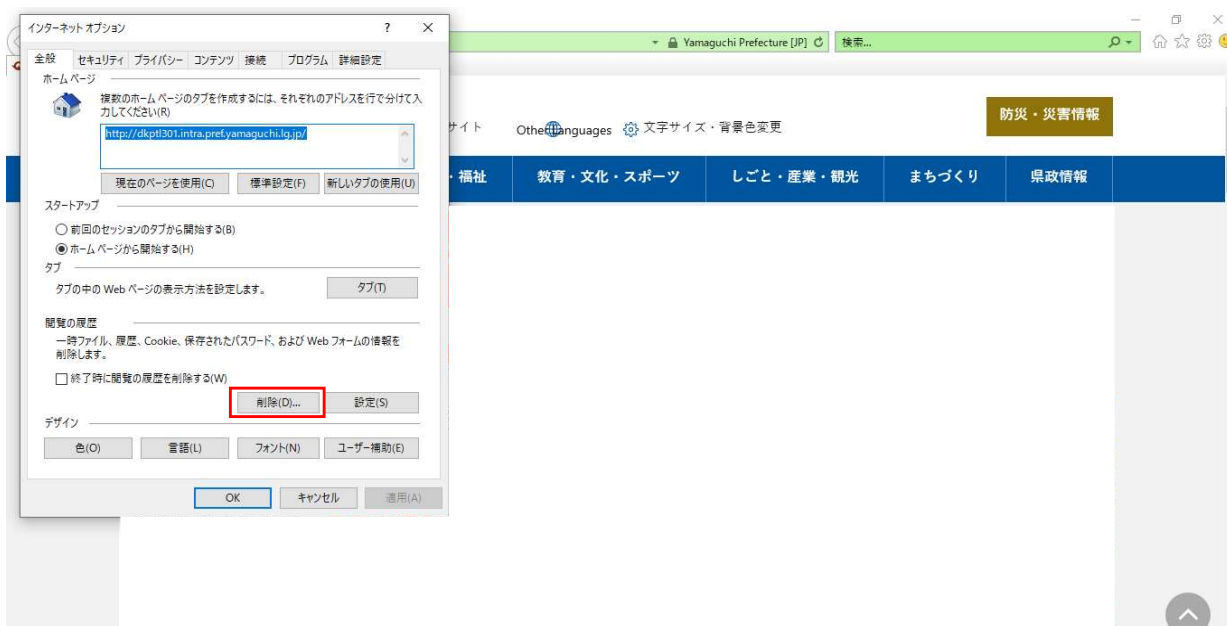 インターネット オプション
?
全般 セキュリティ プライバシー コンテンツ 接続 プログラム 詳細設定
ホーム ページ
複数のホーム ページのタブを作成するには、それぞれのアドレスを行で分けて入
力してください(R)
http://dkptl301.intra.pref.yamaguchi.lg.jp/
現在のページを使用(C) 標準設定(F) 新しいタブの使用(U)
スタートアップ
前回のセッションのタブから開始する(B)
ホーム ページから開始する(H)
タブ
タブの中の Web ページの表示方法を設定します。 タブ(T)
閲覧の履歴
一時ファイル、履歴、Cookie、保存されたパスワード、および Web フォームの情報を
削除します。
終了時に閲覧の履歴を削除する(W)
削除(D)... 設定(S)
デザイン
色(O) 言語(L) フォント(N) ユーザー補助(E)
OK キャンセル 適用(A)
Yamaguchi Prefecture [JP] 検索...
サイト Other Languages 文字サイズ・背景色変更
防災・災害情報
・福祉 教育・文化・スポーツ しごと・産業・観光 まちづくり 県政情報